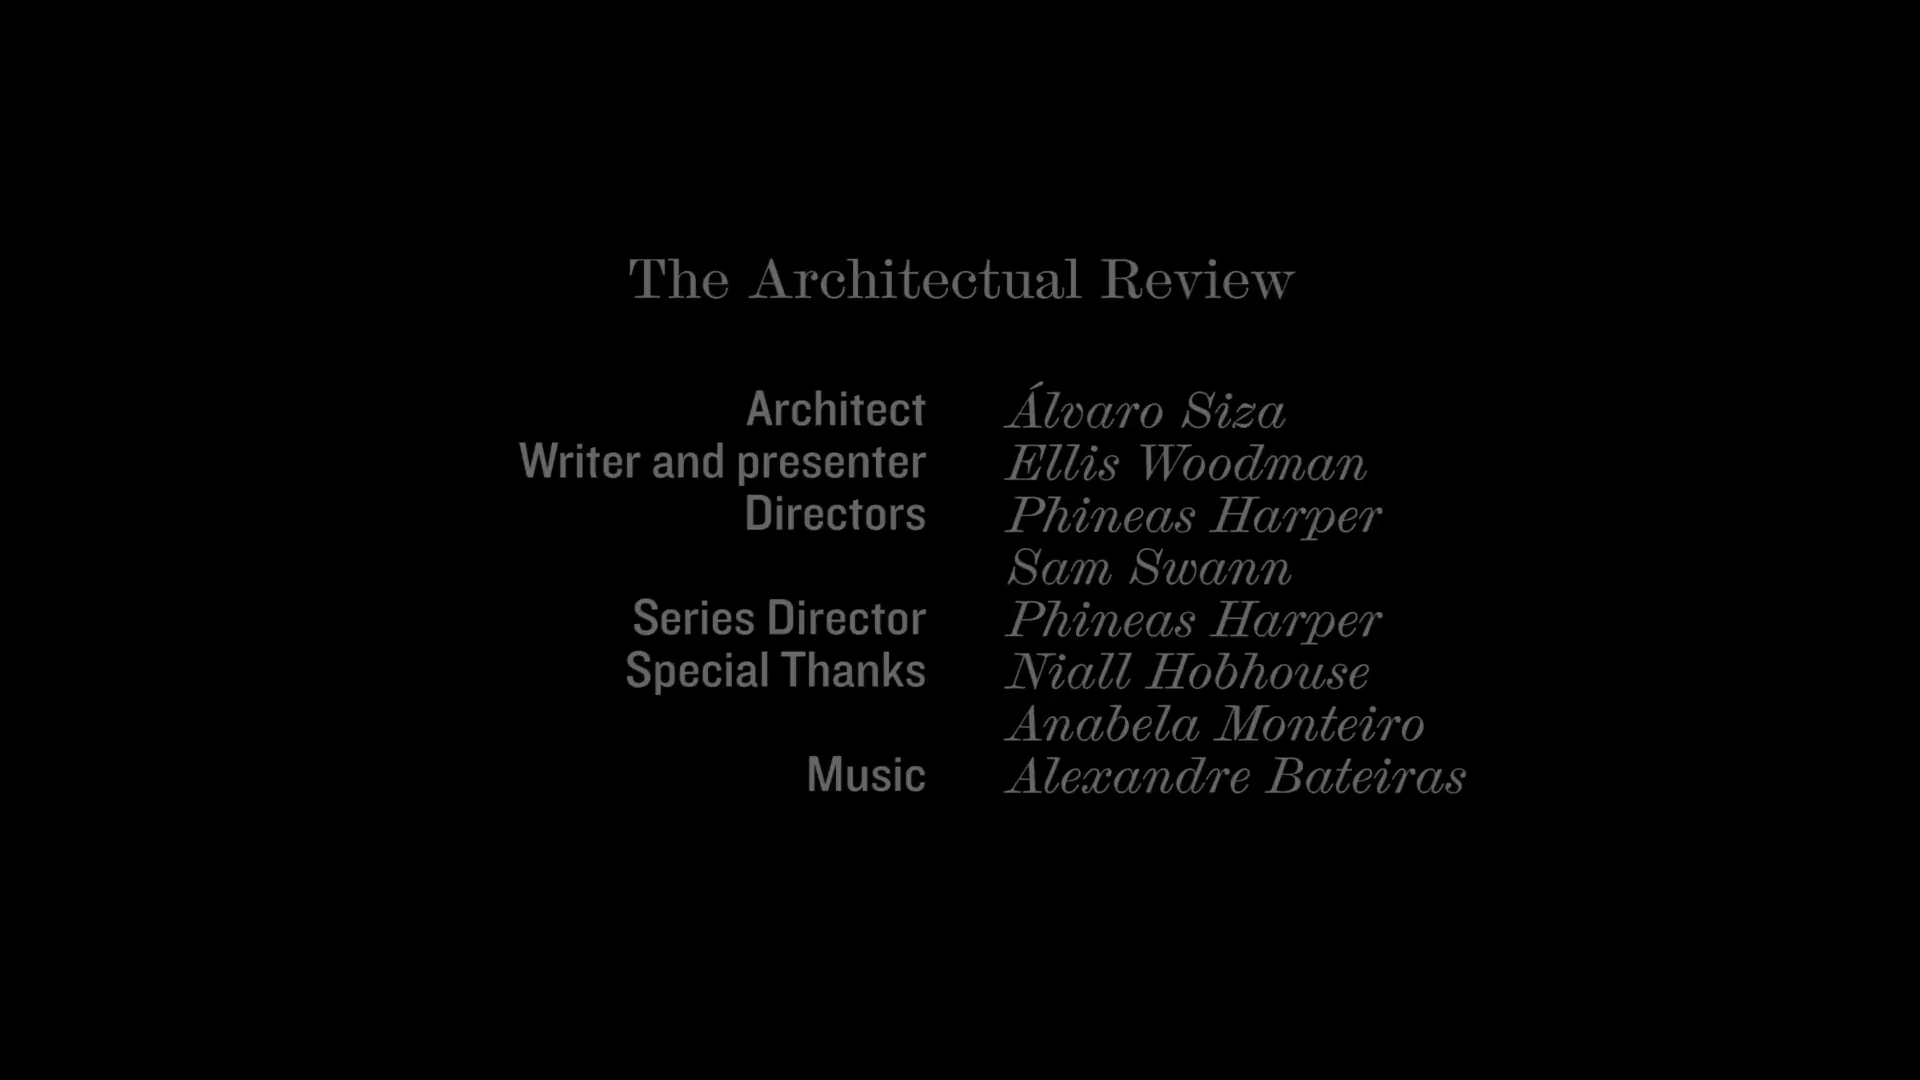 The Architectual Review
Architect Álvaro Siza
Writer and presenter Ellis Woodman
Directors Phineas Harper
Sam Swann
Series Director Phineas Harper
Special Thanks Niall Hobhouse
Anabela Monteiro
Music Alexandre Bateiras